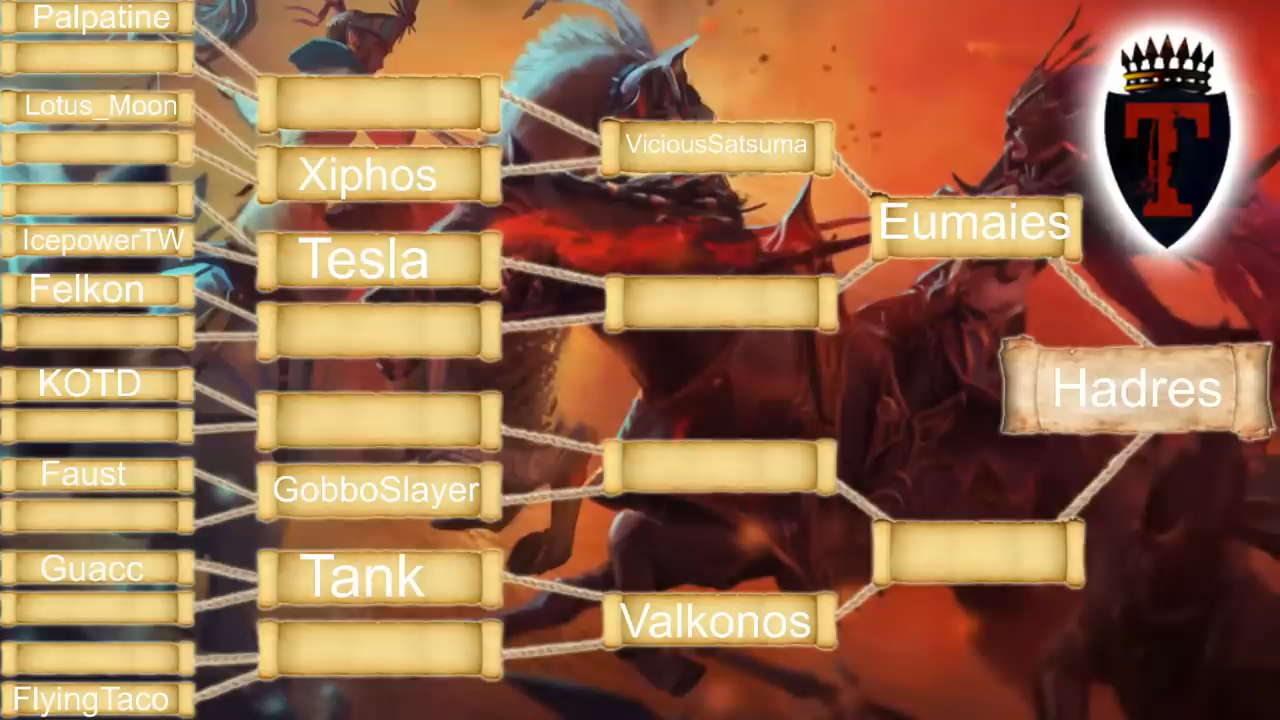 Palpatine
Lotus_Moon
IcepowerTW
Felkon
KOTD
Faust
Guacc
FlyingTaco
Xiphos
Tesla
GobboSlayer
Tank
ViciousSatsuma
Valkonos
Eumaies
Hadres
T